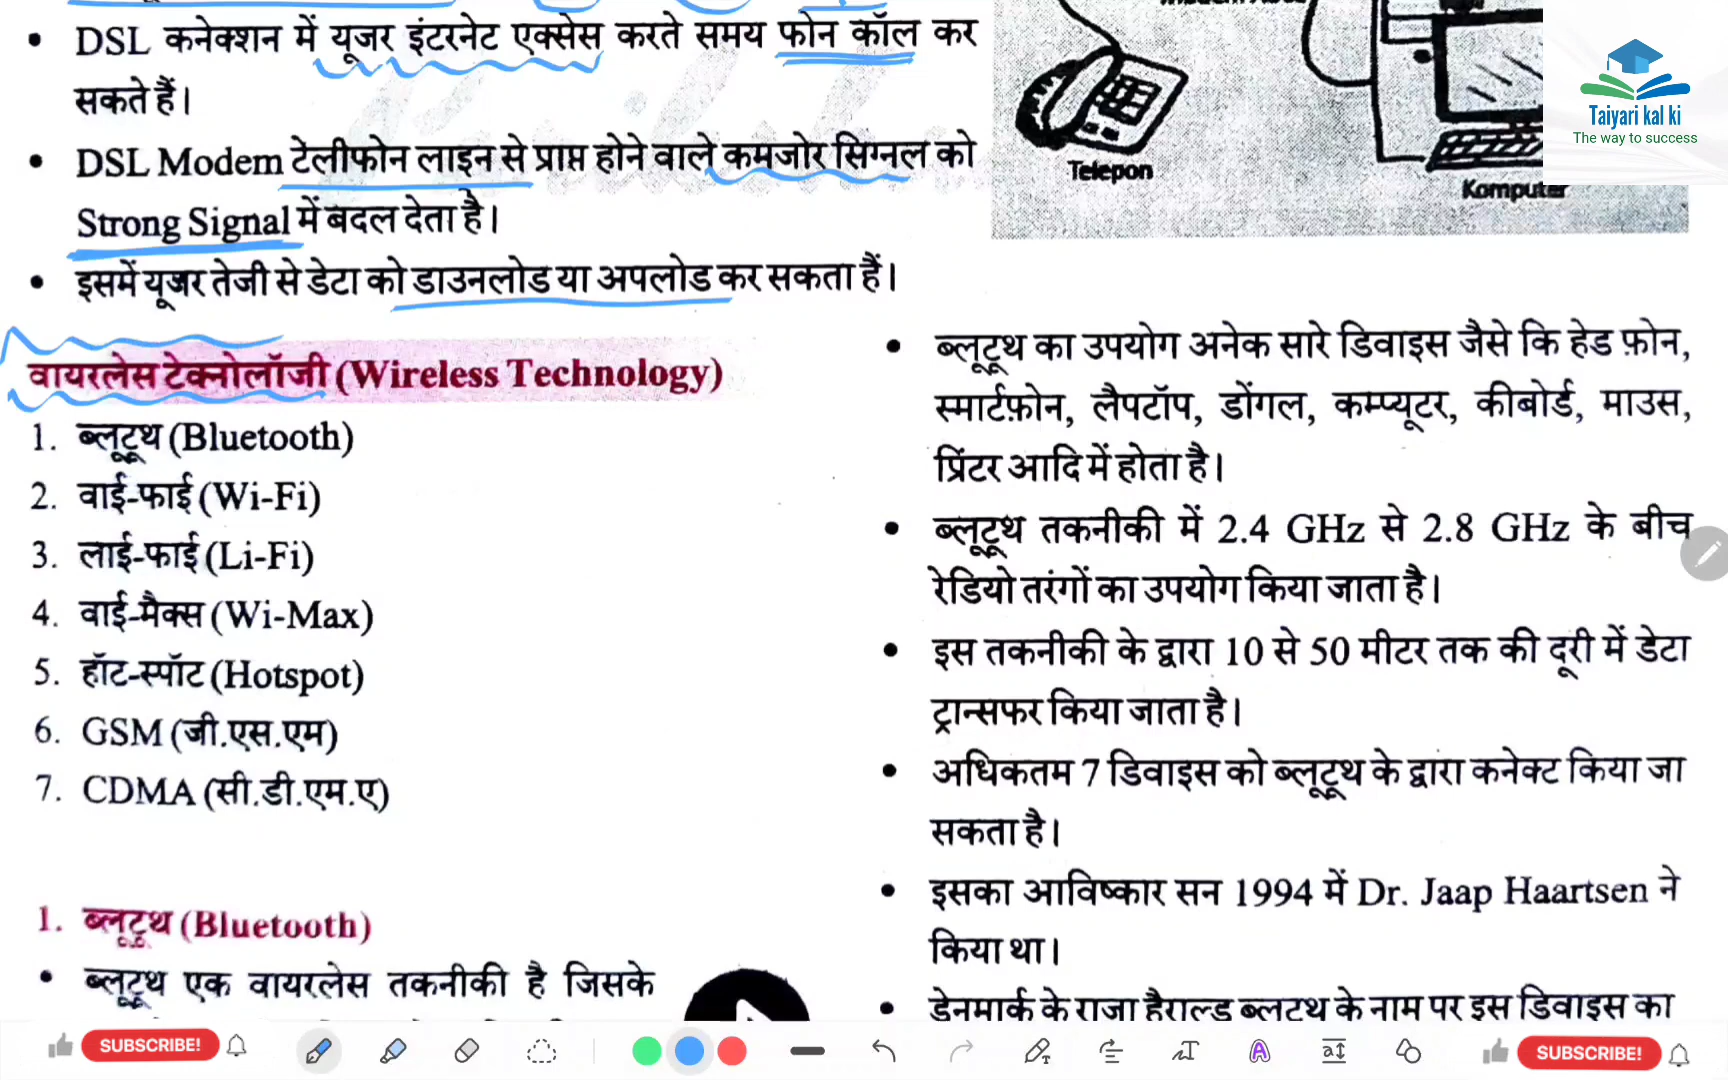 DSL कनेक्शन में यूजर इंटरनेट एक्सेस करते समय फोन कॉल कर
सकते हैं।
DSL Modem टेलीफोन लाइन से प्राप्त होने वाले कमजोर सिग्नल को
Strong Signal में बदल देता है।
इसमें यूजर तेजी से डेटा को डाउनलोड या अपलोड कर सकता हैं।
Telepon
Komputer
Taiyari kal ki
The way to success
वायरलेस टेक्नोलॉजी (Wireless Technology)
1. ब्लूटूथ (Bluetooth)
2. वाई-फाई (Wi-Fi)
3. लाई-फाई (Li-Fi)
4. वाई-मैक्स (Wi-Max)
5. हॉट-स्पॉट (Hotspot)
6. GSM (जी.एस.एम)
7. CDMA (सी.डी.एम.ए)
1. ब्लूटूथ (Bluetooth)
ब्लूटूथ एक वायरलेस तकनीकी है जिसके
ब्लूटूथ का उपयोग अनेक सारे डिवाइस जैसे कि हेड फ़ोन,
स्मार्टफ़ोन, लैपटॉप, डोंगल, कम्प्यूटर, कीबोर्ड, माउस,
प्रिंटर आदि में होता है।
ब्लूटूथ तकनीकी में 2.4 GHz से 2.8 GHz के बीच
रेडियो तरंगों का उपयोग किया जाता है।
इस तकनीकी के द्वारा 10 से 50 मीटर तक की दूरी में डेटा
ट्रान्सफर किया जाता है।
अधिकतम 7 डिवाइस को ब्लूटूथ के द्वारा कनेक्ट किया जा
सकता है।
इसका आविष्कार सन 1994 में Dr. Jaap Haartsen ने
किया था।
डेनमार्क के राजा हैराल्ड ब्लूटूथ के नाम पर इस डिवाइस का
SUBSCRIBE!
SUBSCRIBE!